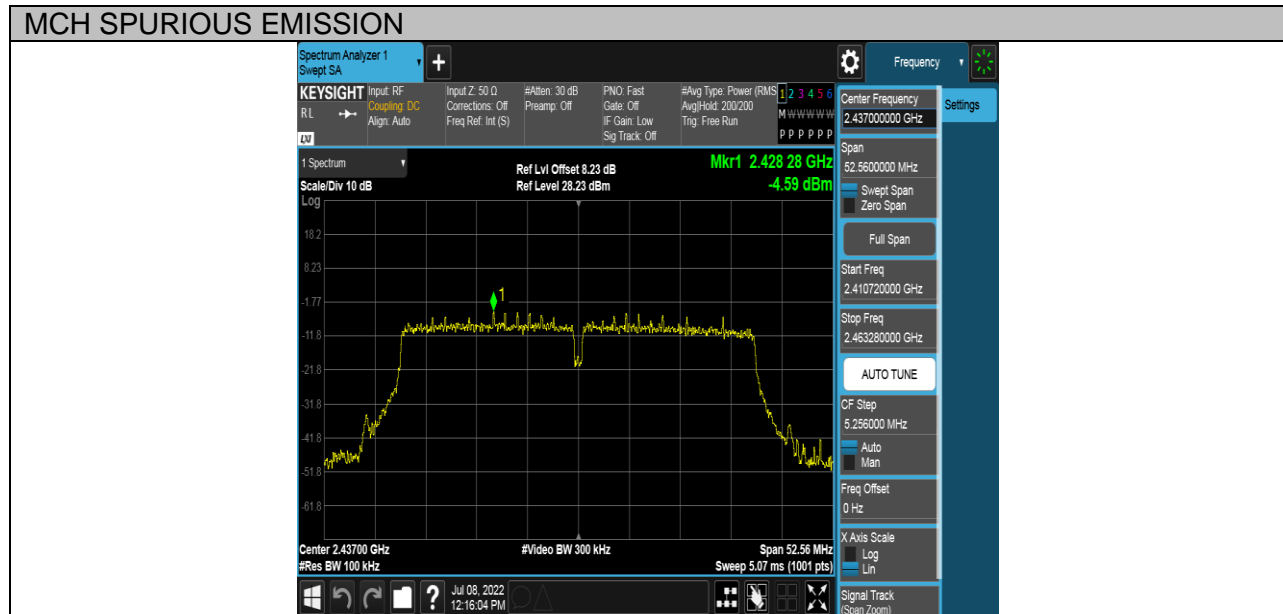 MCH SPURIOUS EMISSION
Spectrum Analyzer 1
Swept SA
+
Frequency
KEYSIGHT
RL
LXI
Input: RF
Coupling: DC
Align: Auto
Input Z: 50 Ω
Corrections: Off
Freq Ref: Int (S)
#Atten: 30 dB
Preamp: Off
PNO: Fast
Gate: Off
IF Gain: Low
Sig Track: Off
#Avg Type: Power (RMS
Avg|Hold: 200/200
Trig: Free Run
1 2 3 4 5 6
M W W W W W
P P P P P P
1 Spectrum
Scale/Div 10 dB
Log
Ref Lvl Offset 8.23 dB
Ref Level 28.23 dBm
Mkr1 2.428 28 GHz
-4.59 dBm
18.2
8.23
-1.77
-11.8
-21.8
-31.8
-41.8
-51.8
-61.8
1
Center 2.43700 GHz
#Res BW 100 kHz
#Video BW 300 kHz
Span 52.56 MHz
Sweep 5.07 ms (1001 pts)
Center Frequency
2.437000000 GHz
Settings
Span
52.5600000 MHz
Swept Span
Zero Span
Full Span
Start Freq
2.410720000 GHz
Stop Freq
2.463280000 GHz
AUTO TUNE
CF Step
5.256000 MHz
Auto
Man
Freq Offset
0 Hz
X Axis Scale
Log
Lin
Signal Track
(Span Zoom)
?
Jul 08, 2022
12:16:04 PM